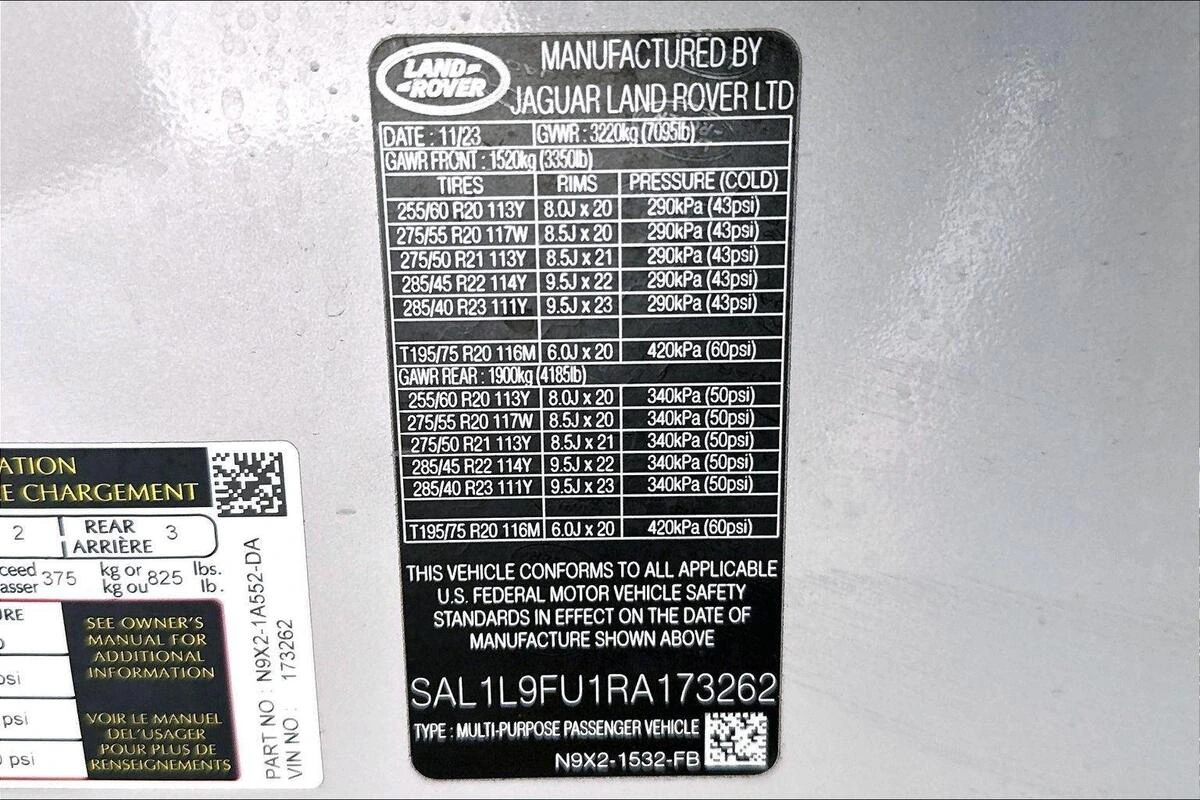 LAND-
-ROVER
MANUFACTURED BY
JAGUAR LAND ROVER LTD
DATE : 11/23 GVWR : 3220kg (7095lb)
GAWR FRONT : 1520kg (3350lb)
TIRES RIMS PRESSURE (COLD)
255/60 R20 113Y 8.0J x 20 290kPa (43psi)
275/55 R20 117W 8.5J x 20 290kPa (43psi)
275/50 R21 113Y 8.5J x 21 290kPa (43psi)
285/45 R22 114Y 9.5J x 22 290kPa (43psi)
285/40 R23 111Y 9.5J x 23 290kPa (43psi)
T195/75 R20 116M 6.0J x 20 420kPa (60psi)
GAWR REAR : 1900kg (4185lb)
255/60 R20 113Y 8.0J x 20 340kPa (50psi)
275/55 R20 117W 8.5J x 20 340kPa (50psi)
275/50 R21 113Y 8.5J x 21 340kPa (50psi)
285/45 R22 114Y 9.5J x 22 340kPa (50psi)
285/40 R23 111Y 9.5J x 23 340kPa (50psi)
T195/75 R20 116M 6.0J x 20 420kPa (60psi)
THIS VEHICLE CONFORMS TO ALL APPLICABLE
U.S. FEDERAL MOTOR VEHICLE SAFETY
STANDARDS IN EFFECT ON THE DATE OF
MANUFACTURE SHOWN ABOVE
SAL1L9FU1RA173262
TYPE : MULTI-PURPOSE PASSENGER VEHICLE
N9X2-1532-FB
ATION
E CHARGEMENT
2 REAR 3
ARRIÈRE
ceed 375 kg or 825 lbs.
asser kg ou lb.
URE
SEE OWNER'S
MANUAL FOR
ADDITIONAL
INFORMATION
psi
psi
psi
VOIR LE MANUEL
DEL'USAGER
POUR PLUS DE
RENSEIGNEMENTS
PART NO : N9X2-1A552-DA
VIN NO : 173262